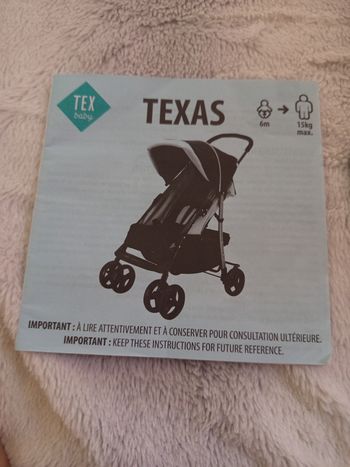 TEX
baby
TEXAS
6m
15kg
max.
IMPORTANT : À LIRE ATTENTIVEMENT ET À CONSERVER POUR CONSULTATION ULTÉRIEURE.
IMPORTANT : KEEP THESE INSTRUCTIONS FOR FUTURE REFERENCE.